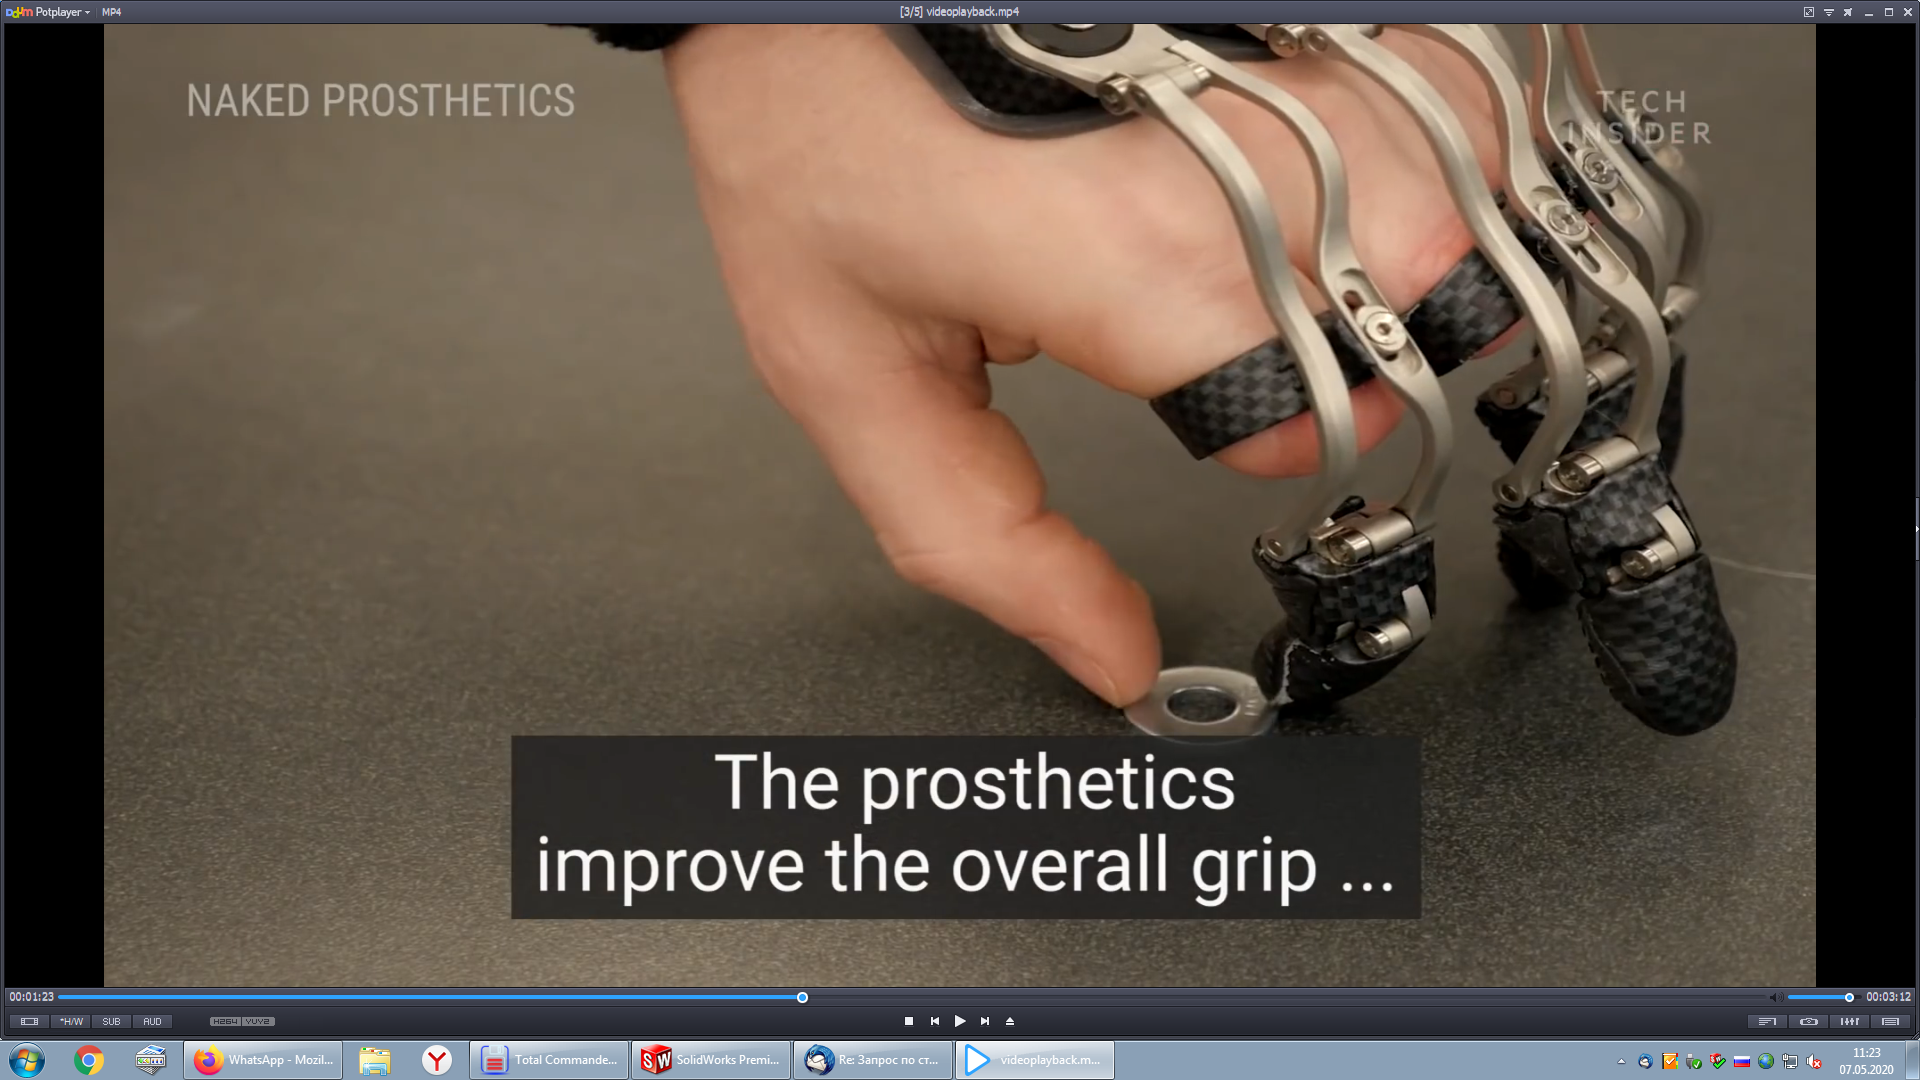 Potplayer
MP4
[3/5] videoplayback.mp4
NAKED PROSTHETICS
TECH
INSIDER
The prosthetics
improve the overall grip ...
00:01:23
00:03:12
*H/W
SUB
AUD
H264
YUV2
WhatsApp - Mozil...
Total Commande...
SolidWorks Premi...
Re: Запрос по ст...
videoplayback.m...
11:23
07.05.2020